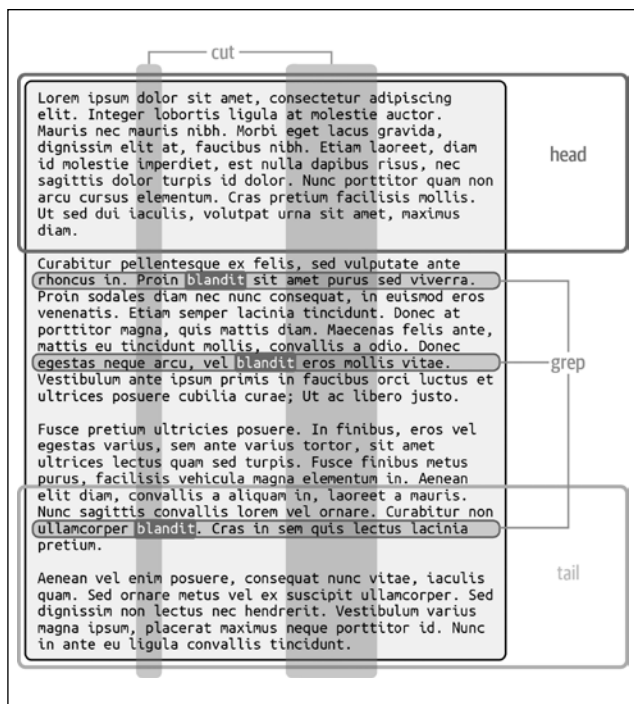 cut
Lorem ipsum dolor sit amet, consectetur adipiscing
elit. Integer lobortis ligula at molestie auctor.
Mauris nec mauris nibh. Morbi eget lacus gravida,
dignissim elit at, faucibus nibh. Etiam laoreet, diam
id molestie imperdiet, est nulla dapibus risus, nec
sagittis dolor turpis id dolor. Nunc porttitor quam non
arcu cursus elementum. Cras pretium facilisis mollis.
Ut sed dui iaculis, volutpat urna sit amet, maximus
diam.
head
Curabitur pellentesque ex felis, sed vulputate ante
rhoncus in. Proin blandit sit amet purus sed viverra.
Proin sodales diam nec nunc consequat, in euismod eros
venenatis. Etiam semper lacinia tincidunt. Donec at
porttitor magna, quis mattis diam. Maecenas felis ante,
mattis eu tincidunt mollis, convallis a odio. Donec
egestas neque arcu, vel blandit eros mollis vitae.
Vestibulum ante ipsum primis in faucibus orci luctus et
ultrices posuere cubilia curae; Ut ac libero justo.
grep
Fusce pretium ultricies posuere. In finibus, eros vel
egestas varius, sem ante varius tortor, sit amet
ultrices lectus quam sed turpis. Fusce finibus metus
purus, facilisis vehicula magna elementum in. Aenean
elit diam, convallis a aliquam in, laoreet a mauris.
Nunc sagittis convallis lorem vel ornare. Curabitur non
ullamcorper blandit. Cras in sem quis lectus lacinia
pretium.
tail
Aenean vel enim posuere, consequat nunc vitae, iaculis
quam. Sed ornare metus vel ex suscipit ullamcorper. Sed
dignissim non lectus nec hendrerit. Vestibulum varius
magna ipsum, placerat maximus neque porttitor id. Nunc
in ante eu ligula convallis tincidunt.